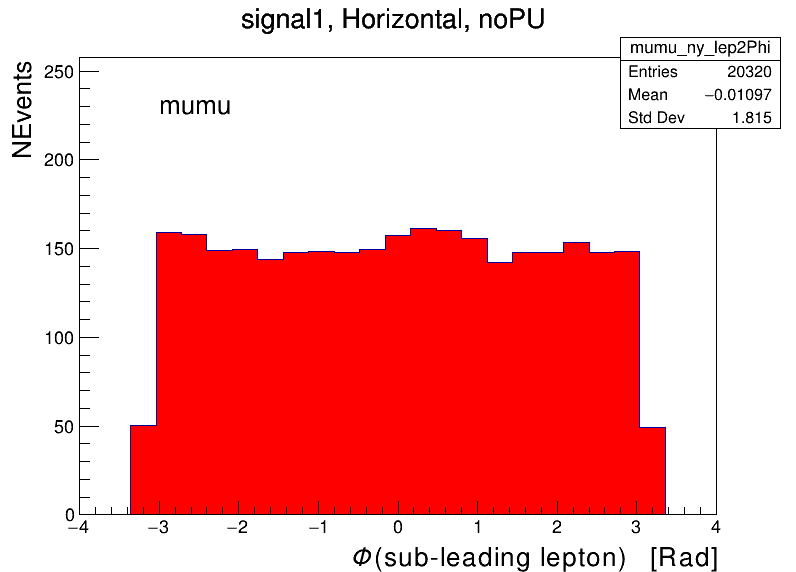 signal1, Horizontal, noPU
mumu_ny_lep2Phi
Entries 20320
Mean −0.01097
Std Dev 1.815
NEvents
mumu
250
200
150
100
50
0
−4 −3 −2 −1 0 1 2 3 4
Φ(sub-leading lepton) [Rad]